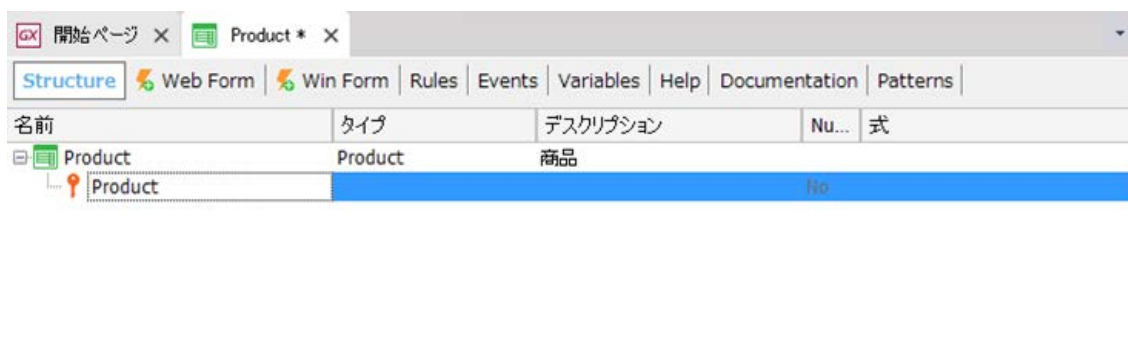 GX 開始ページ × Product * ×
Structure Web Form Win Form Rules Events Variables Help Documentation Patterns
名前 タイプ デスクリプション Nu... 式
Product Product 商品
Product No